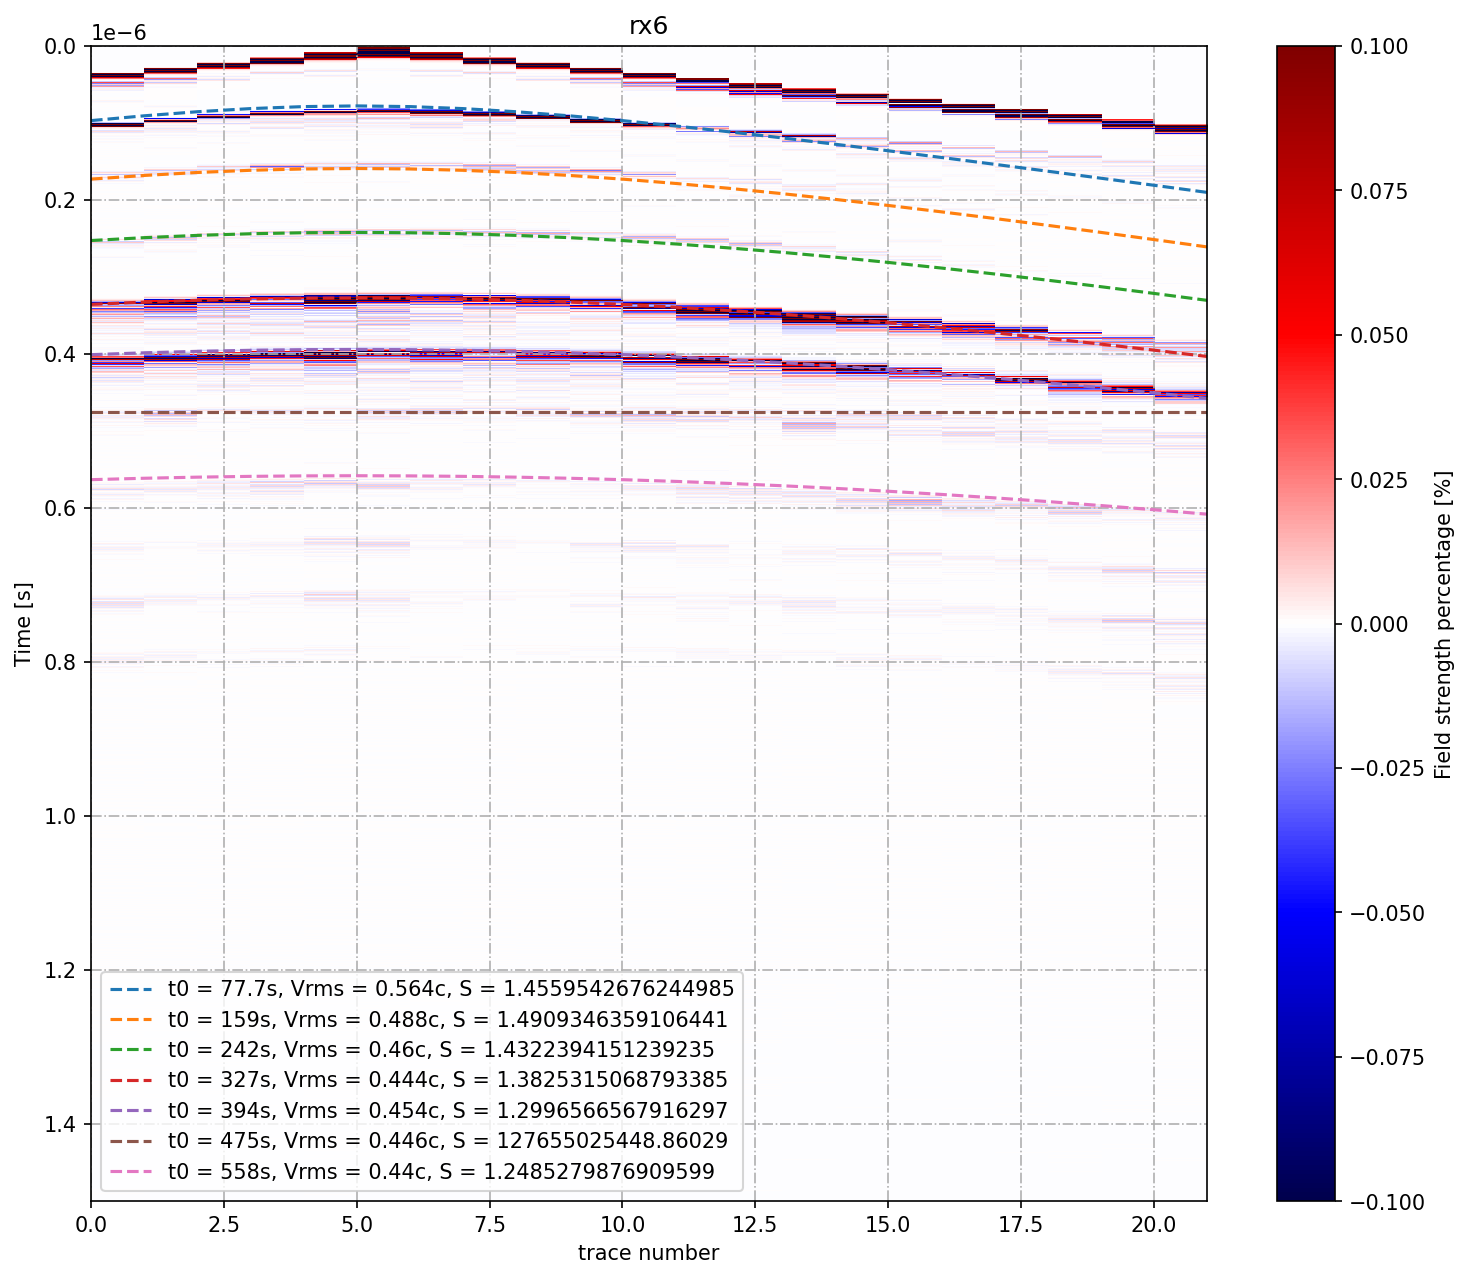 rx6
1e−6
0.0
0.2
0.4
0.6
0.8
1.0
1.2
1.4
Time [s]
t0 = 77.7s, Vrms = 0.564c, S = 1.4559542676244985
t0 = 159s, Vrms = 0.488c, S = 1.4909346359106441
t0 = 242s, Vrms = 0.46c, S = 1.4322394151239235
t0 = 327s, Vrms = 0.444c, S = 1.3825315068793385
t0 = 394s, Vrms = 0.454c, S = 1.2996566567916297
t0 = 475s, Vrms = 0.446c, S = 127655025448.86029
t0 = 558s, Vrms = 0.44c, S = 1.2485279876909599
0.0 2.5 5.0 7.5 10.0 12.5 15.0 17.5 20.0
trace number
0.100
0.075
0.050
0.025
0.000
−0.025
−0.050
−0.075
−0.100
Field strength percentage [%]